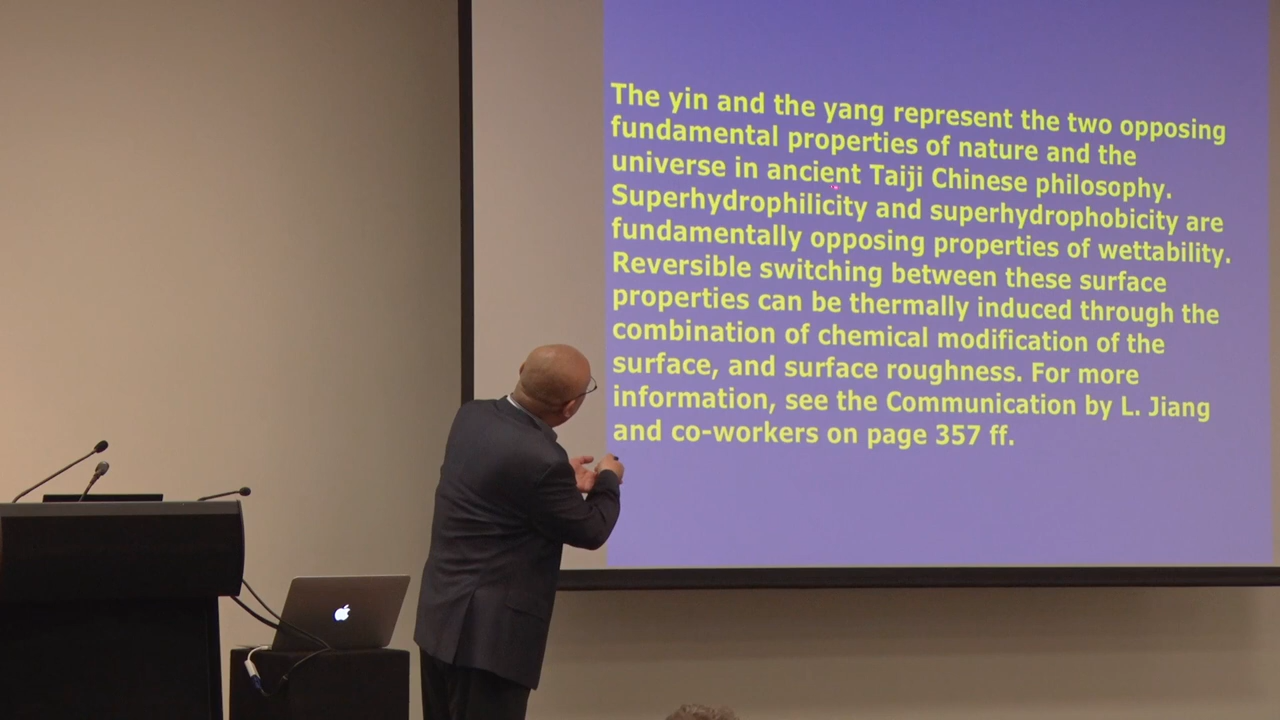 The yin and the yang represent the two opposing
fundamental properties of nature and the
universe in ancient Taiji Chinese philosophy.
Superhydrophilicity and superhydrophobicity are
fundamentally opposing properties of wettability.
Reversible switching between these surface
properties can be thermally induced through the
combination of chemical modification of the
surface, and surface roughness. For more
information, see the Communication by L. Jiang
and co-workers on page 357 ff.